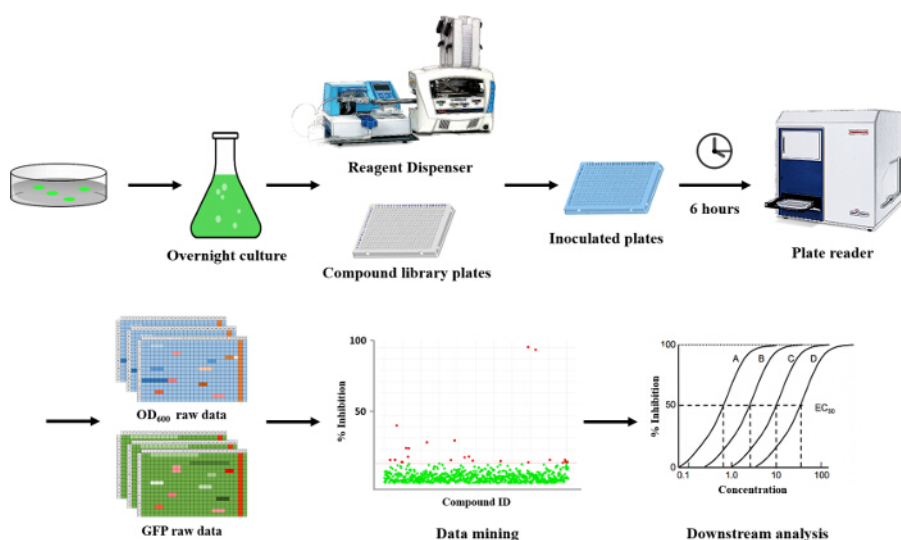 Reagent Dispenser
Overnight culture
Compound library plates
Inoculated plates
6 hours
Plate reader
OD600 raw data
GFP raw data
100
50
% Inhibition
Compound ID
Data mining
100
50
0
% Inhibition
A B C D
EC50
0.1 1.0 10 100
Concentration
Downstream analysis